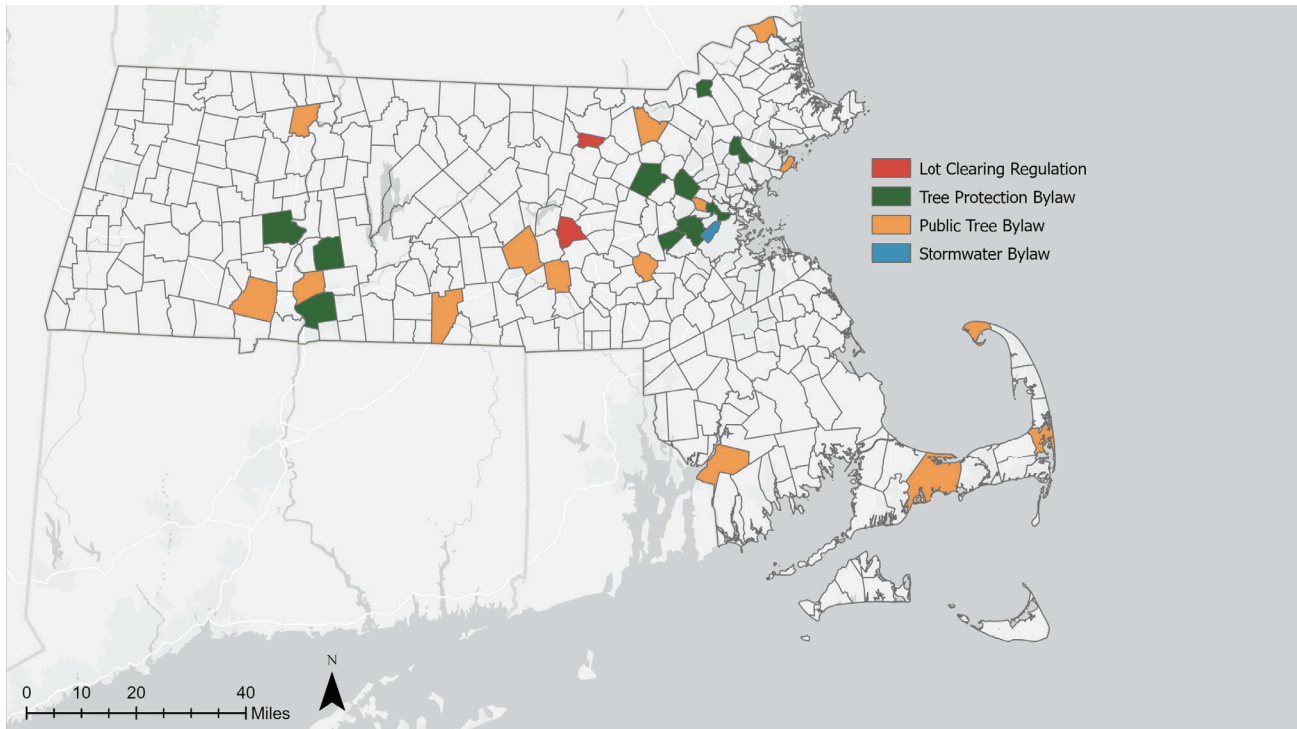 Lot Clearing Regulation
Tree Protection Bylaw
Public Tree Bylaw
Stormwater Bylaw
N
0 10 20 40
Miles